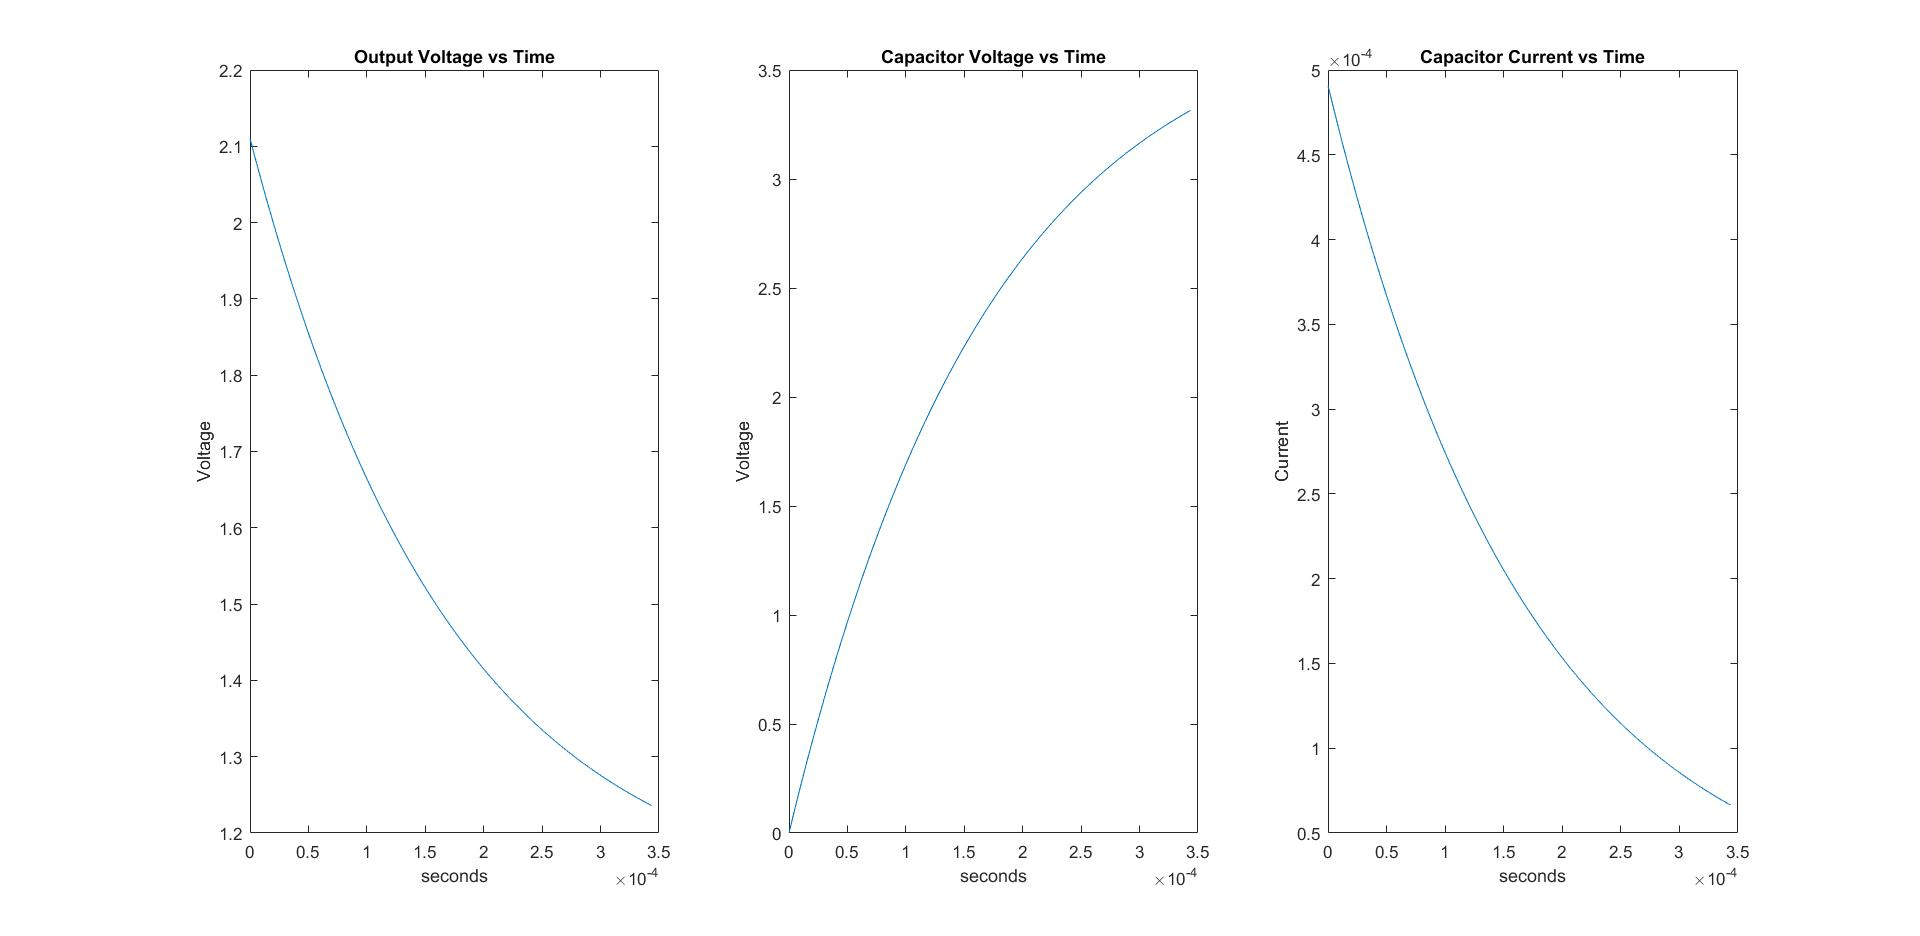 Output Voltage vs Time
2.2
2.1
2
1.9
1.8
1.7
1.6
1.5
1.4
1.3
1.2
Voltage
0 0.5 1 1.5 2 2.5 3 3.5
seconds
×10-4
Capacitor Voltage vs Time
3.5
3
2.5
2
1.5
1
0.5
0
Voltage
0 0.5 1 1.5 2 2.5 3 3.5
seconds
×10-4
×10-4
Capacitor Current vs Time
5
4.5
4
3.5
3
2.5
2
1.5
1
0.5
Current
0 0.5 1 1.5 2 2.5 3 3.5
seconds
×10-4